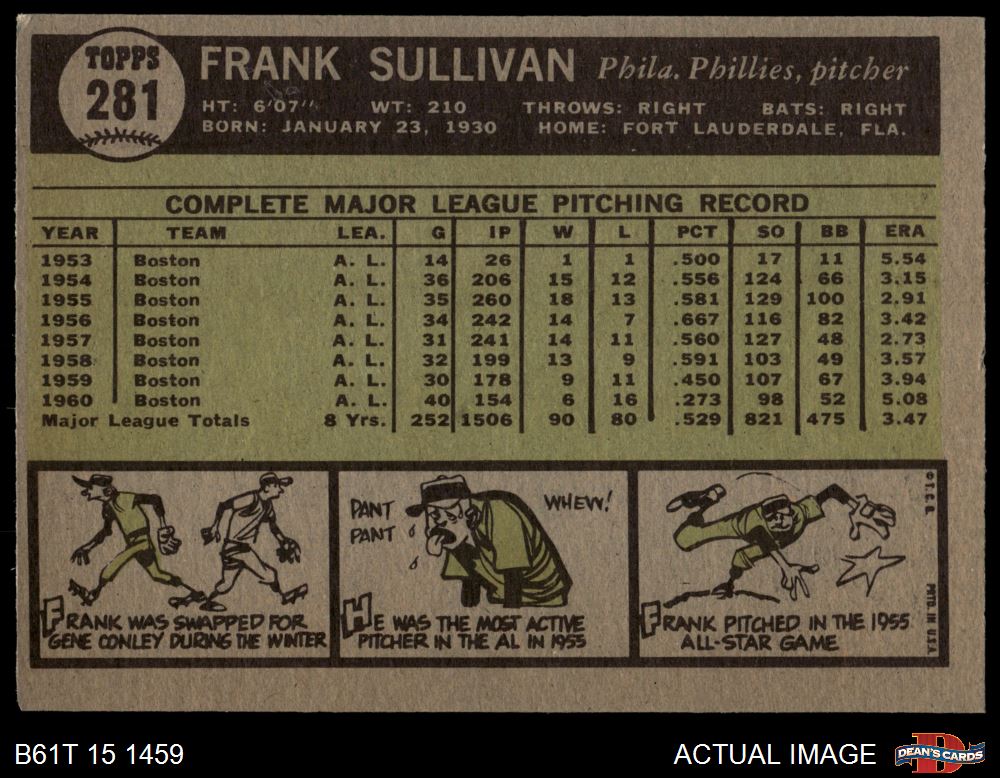 TOPPS
281
FRANK SULLIVAN Phila. Phillies, pitcher
HT: 6'07" WT: 210 THROWS: RIGHT BATS: RIGHT
BORN: JANUARY 23, 1930 HOME: FORT LAUDERDALE, FLA.
COMPLETE MAJOR LEAGUE PITCHING RECORD
YEAR TEAM LEA. G IP W L PCT SO BB ERA
1953 Boston A. L. 14 26 1 1 .500 17 11 5.54
1954 Boston A. L. 36 206 15 12 .556 124 66 3.15
1955 Boston A. L. 35 260 18 13 .581 129 100 2.91
1956 Boston A. L. 34 242 14 7 .667 116 82 3.42
1957 Boston A. L. 31 241 14 11 .560 127 48 2.73
1958 Boston A. L. 32 199 13 9 .591 103 49 3.57
1959 Boston A. L. 30 178 9 11 .450 107 67 3.94
1960 Boston A. L. 40 154 6 16 .273 98 52 5.08
Major League Totals 8 Yrs. 252 1506 90 80 .529 821 475 3.47
FRANK WAS SWAPPED FOR
GENE CONLEY DURING THE WINTER
PANT
PANT
WHEW!
HE WAS THE MOST ACTIVE
PITCHER IN THE AL IN 1955
FRANK PITCHED IN THE 1955
ALL-STAR GAME
© T.C.G. PRTD. IN U.S.A.
B61T 15 1459
ACTUAL IMAGE
D
DEAN'S CARDS